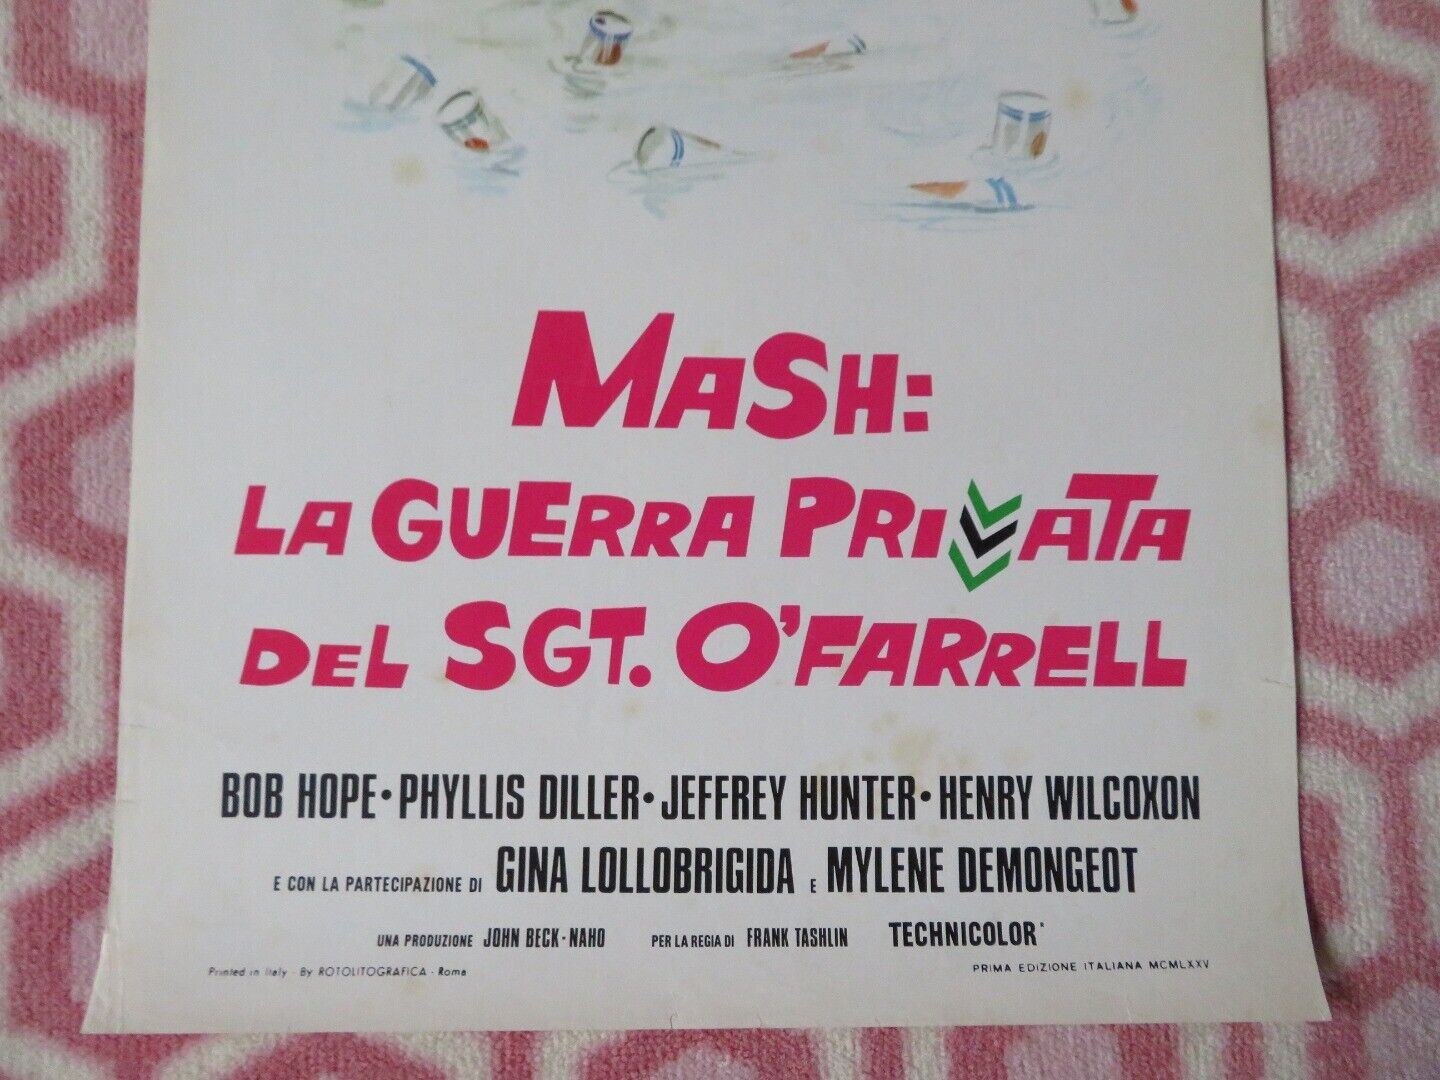 MASH:
LA GUERRA PRIVATA
DEL SGT. O'FARRELL
BOB HOPE • PHYLLIS DILLER • JEFFREY HUNTER • HENRY WILCOXON
E CON LA PARTECIPAZIONE DI GINA LOLLOBRIGIDA E MYLENE DEMONGEOT
UNA PRODUZIONE JOHN BECK - NAHO PER LA REGIA DI FRANK TASHLIN TECHNICOLOR
Printed in Italy - By ROTOLITOGRAFICA - Roma PRIMA EDIZIONE ITALIANA MCMLXXV